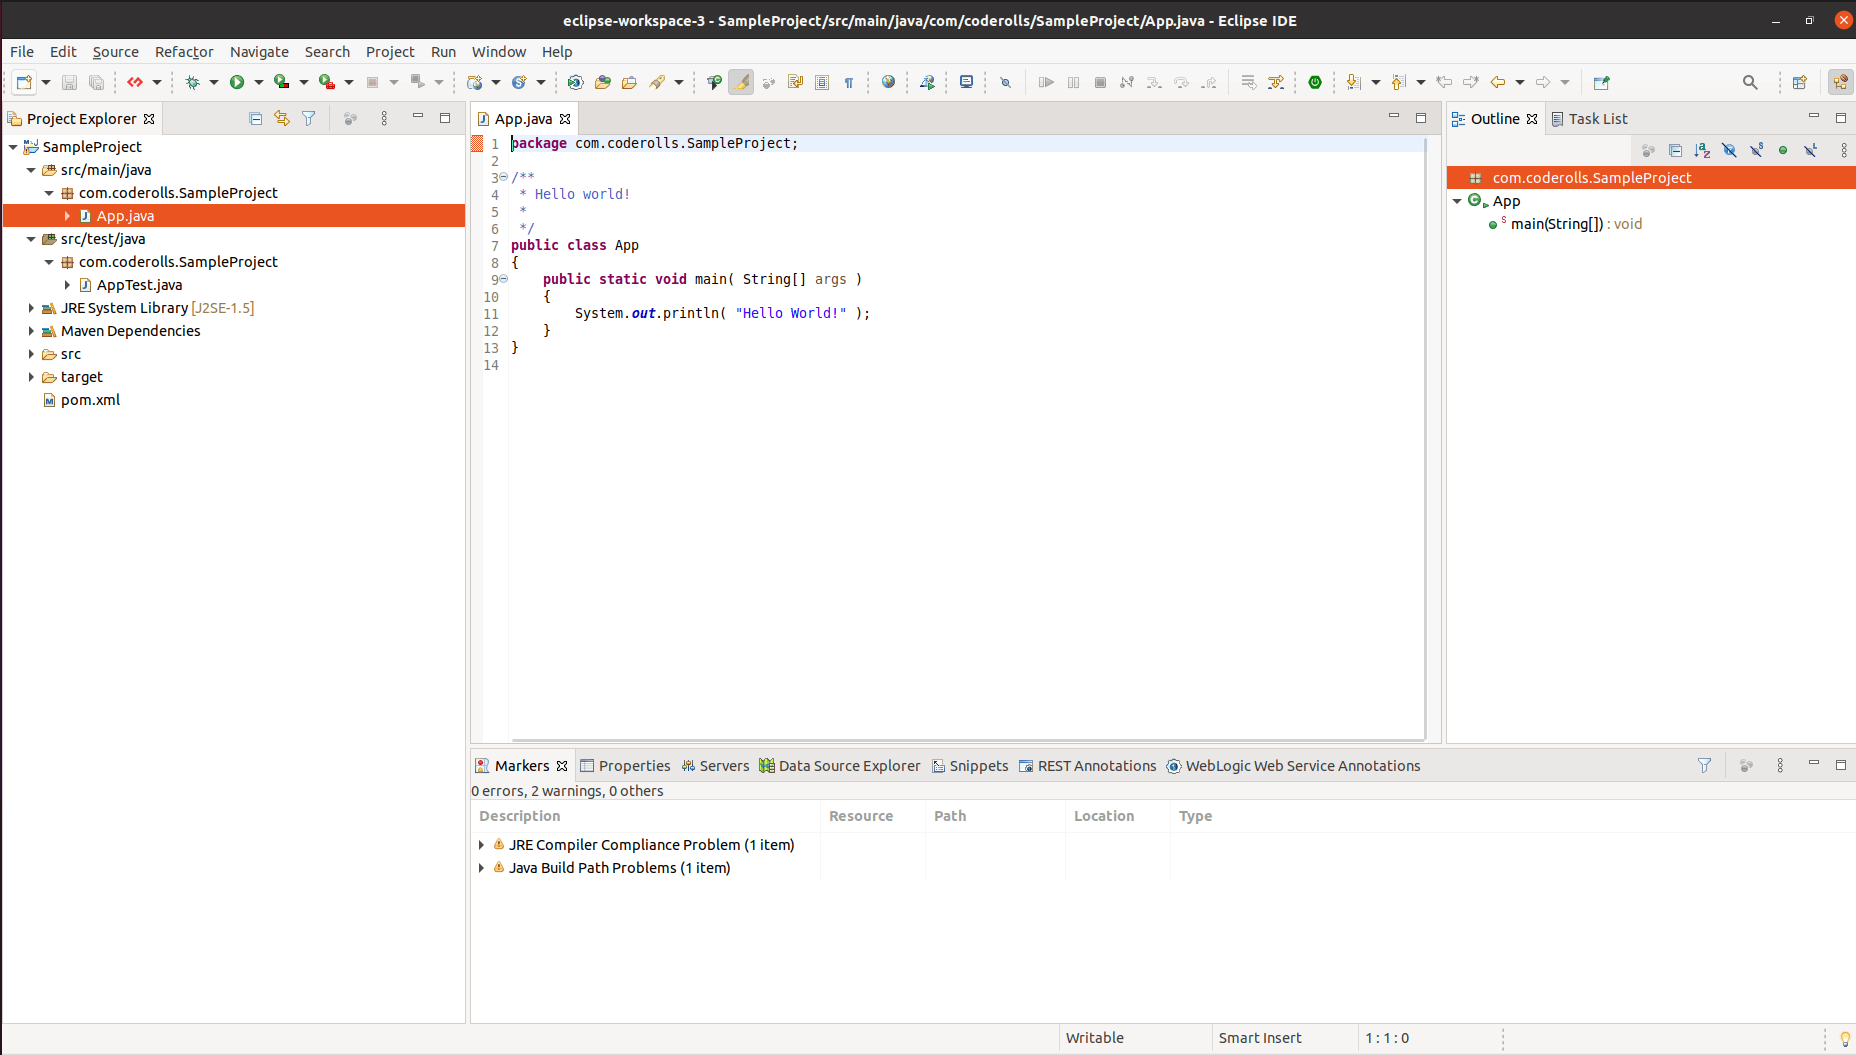 eclipse-workspace-3 - SampleProject/src/main/java/com/coderolls/SampleProject/App.java - Eclipse IDE
File Edit Source Refactor Navigate Search Project Run Window Help
Project Explorer
SampleProject
src/main/java
com.coderolls.SampleProject
App.java
src/test/java
com.coderolls.SampleProject
AppTest.java
JRE System Library [J2SE-1.5]
Maven Dependencies
src
target
pom.xml
App.java
1 package com.coderolls.SampleProject;
2
3 /**
4  * Hello world!
5  *
6  */
7 public class App
8 {
9     public static void main( String[] args )
10     {
11         System.out.println( "Hello World!" );
12     }
13 }
14
Outline Task List
com.coderolls.SampleProject
App
main(String[]) : void
Markers Properties Servers Data Source Explorer Snippets REST Annotations WebLogic Web Service Annotations
0 errors, 2 warnings, 0 others
Description Resource Path Location Type
JRE Compiler Compliance Problem (1 item)
Java Build Path Problems (1 item)
Writable Smart Insert 1 : 1 : 0